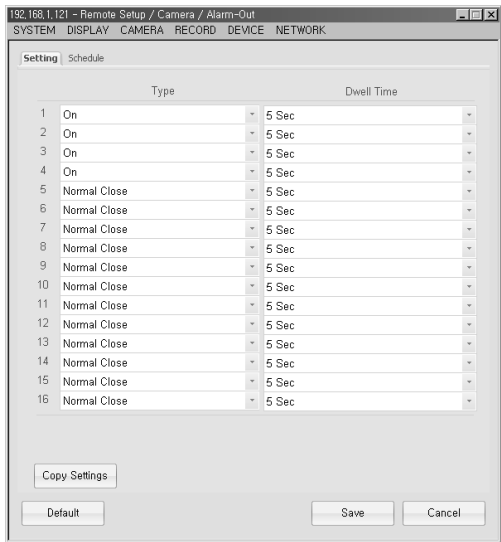 192,168,1,121 - Remote Setup / Camera / Alarm-Out
SYSTEM DISPLAY CAMERA RECORD DEVICE NETWORK
Setting Schedule
Type Dwell Time
1 On 5 Sec
2 On 5 Sec
3 On 5 Sec
4 On 5 Sec
5 Normal Close 5 Sec
6 Normal Close 5 Sec
7 Normal Close 5 Sec
8 Normal Close 5 Sec
9 Normal Close 5 Sec
10 Normal Close 5 Sec
11 Normal Close 5 Sec
12 Normal Close 5 Sec
13 Normal Close 5 Sec
14 Normal Close 5 Sec
15 Normal Close 5 Sec
16 Normal Close 5 Sec
Copy Settings
Default Save Cancel